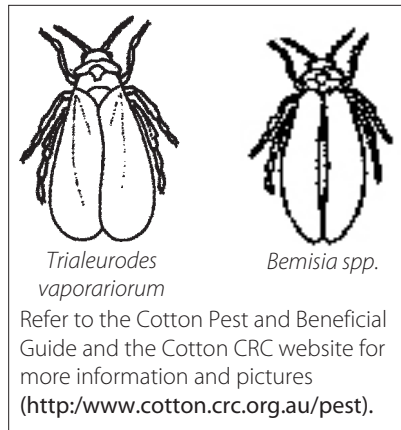 Trialeurodes
vaporariorum
Bemisia spp.
Refer to the Cotton Pest and Beneficial
Guide and the Cotton CRC website for
more information and pictures
(http:/www.cotton.crc.org.au/pest).